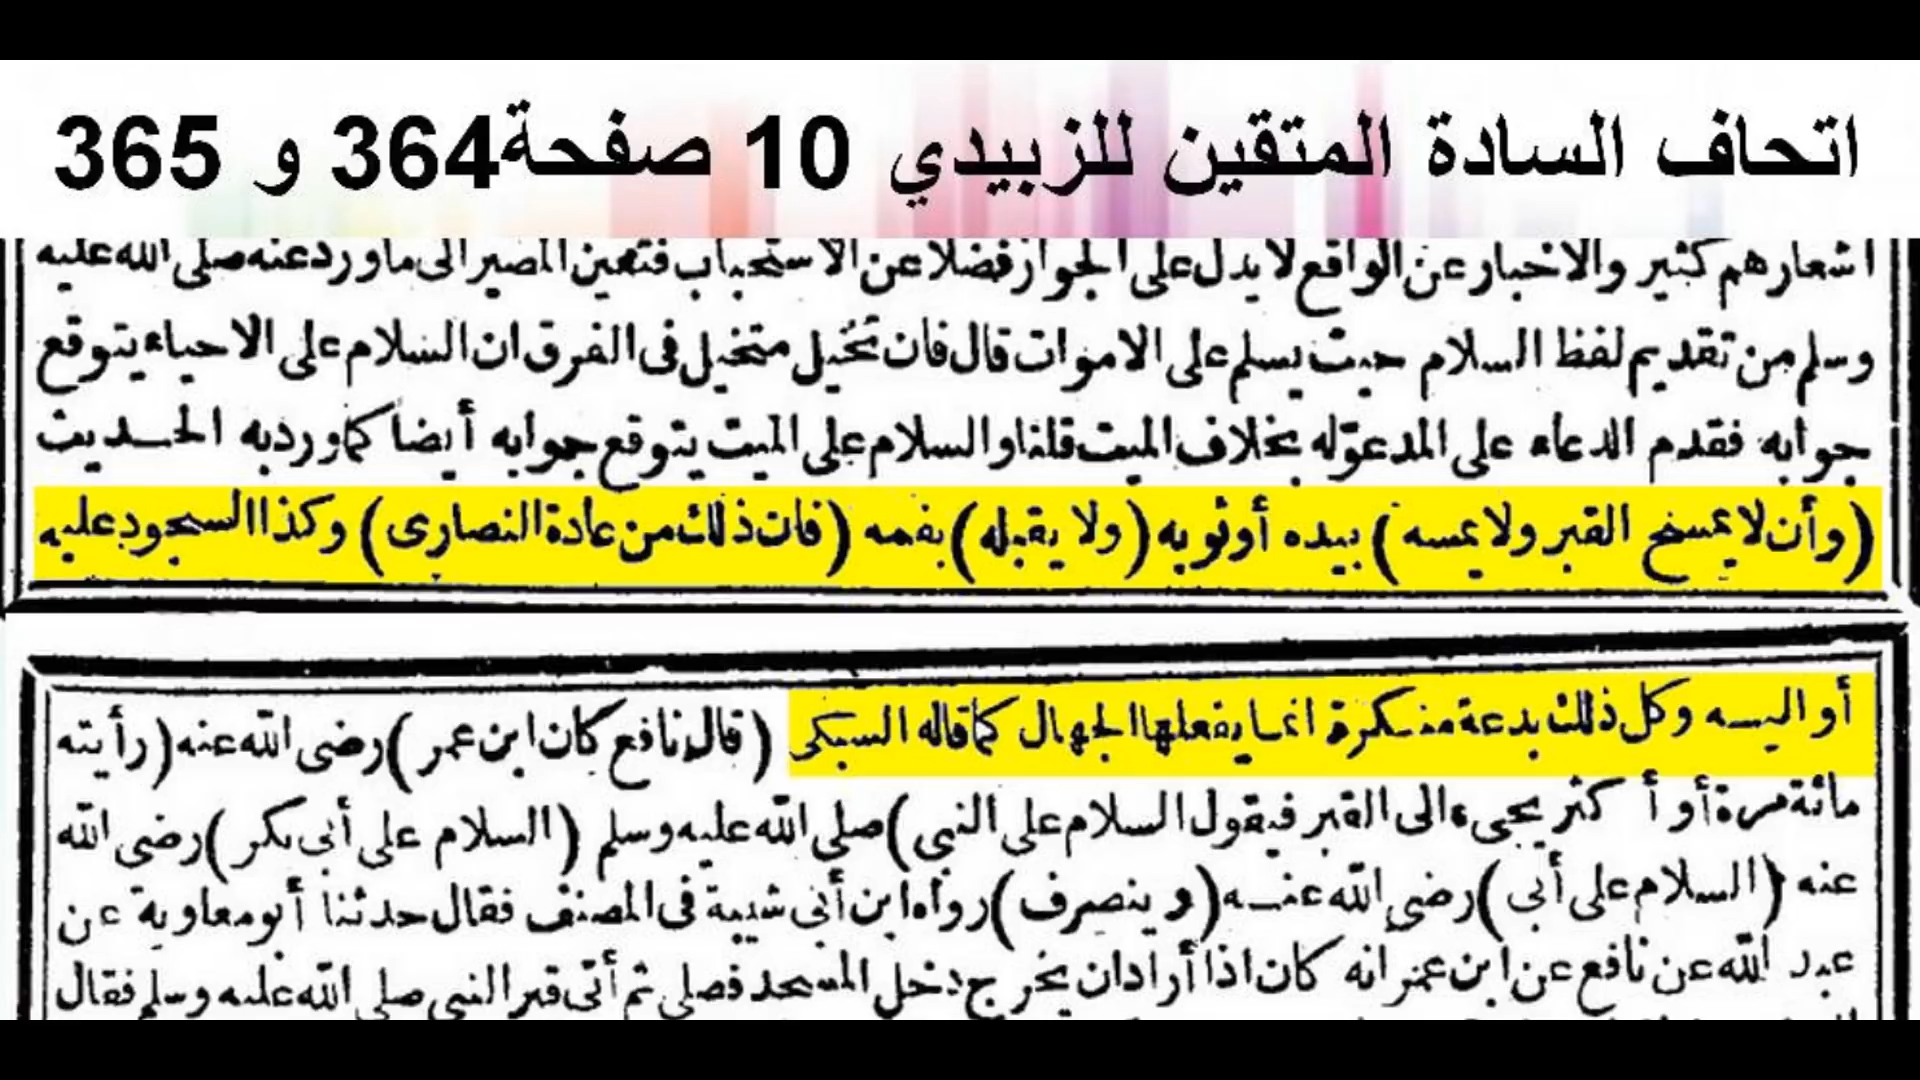 اتحاف السادة المتقين للزبيدي 10 صفحة364 و 365
أشعارهم كثير والاخبار عن الواقع لا يدل على الجواز فضلا عن الاستحباب فتعين المصير الى ما ورد عنه صلى الله عليه
وسلم من تقديم لفظ السلام حيث يسلم على الاموات قال فان تخيل متخيل فى الفرق ان السلام على الاحياء يتوقع
جوابه فقدم الدعاء على المدعوّ له بخلاف الميت قلنا والسلام على الميت يتوقع جوابه أيضا كما ورد به الحديث
(وأن لا يمسح القبر ولا يمسه) بيده أو ثوبه (ولا يقبله) بفمه (فان ذلك من عادة النصارى) وكذا السجود عليه
أو اليه وكل ذلك بدعة منكرة انما يفعلها الجهال كما قاله السبكى (قال نافع كان ابن عمر) رضى الله عنه (رأيته
مائة مرة أو أكثر يجىء الى القبر فيقول السلام على النبى) صلى الله عليه وسلم (السلام على أبى بكر) رضى الله
عنه (السلام على أبى) رضى الله عنه (وينصرف) رواه ابن أبى شيبة فى المصنف فقال حدثنا أبو معاوية عن
عبد الله عن نافع عن ابن عمر انه كان اذا أراد ان يخرج دخل المسجد فصلى ثم أتى قبر النبى صلى الله عليه وسلم فقال